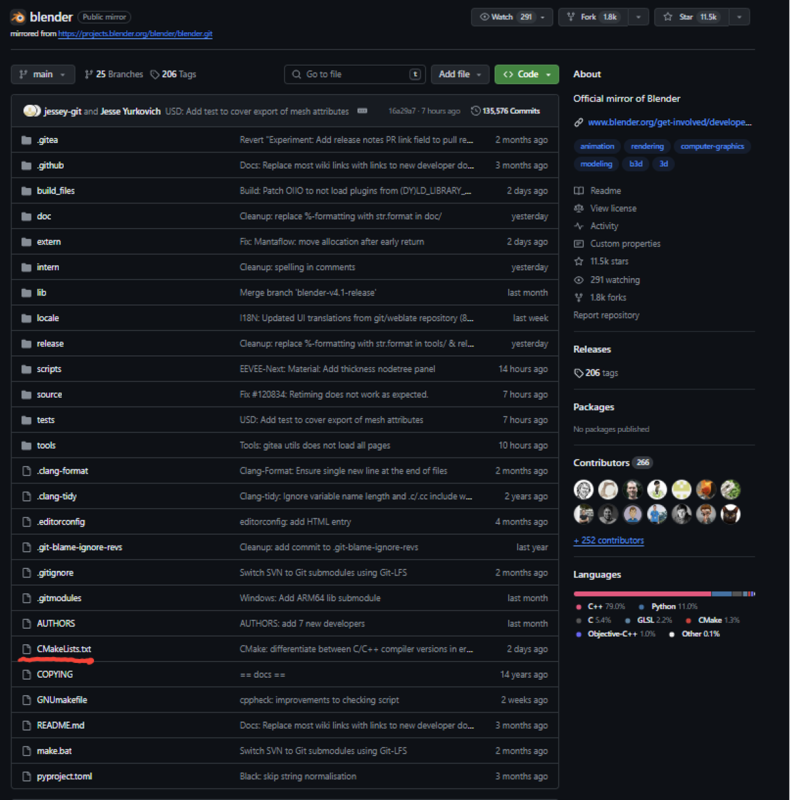 blender Public mirror
mirrored from https://projects.blender.org/blender/blender.git
Watch 291
Fork 1.8k
Star 11.5k
main 25 Branches 206 Tags
Go to file t
Add file
<> Code
jessey-git and Jesse Yurkovich USD: Add test to cover export of mesh attributes 16a29a7 · 7 hours ago 135,576 Commits
.gitea Revert "Experiment: Add release notes PR link field to pull re... 2 months ago
.github Docs: Replace most wiki links with links to new developer do... 3 months ago
build_files Build: Patch OIIO to not load plugins from (DY)LD_LIBRARY_... 2 days ago
doc Cleanup: replace %-formatting with str.format in doc/ yesterday
extern Fix: Mantaflow: move allocation after early return 2 days ago
intern Cleanup: spelling in comments yesterday
lib Merge branch 'blender-v4.1-release' last month
locale I18N: Updated UI translations from git/weblate repository (8... last week
release Cleanup: replace %-formatting with str.format in tools/ & rel... yesterday
scripts EEVEE-Next: Material: Add thickness nodetree panel 14 hours ago
source Fix #120834: Retiming does not work as expected. 7 hours ago
tests USD: Add test to cover export of mesh attributes 7 hours ago
tools Tools: gitea utils does not load all pages 10 hours ago
.clang-format Clang-Format: Ensure single new line at the end of files 2 months ago
.clang-tidy Clang-tidy: Ignore variable name length and .c/.cc include w... 2 years ago
.editorconfig editorconfig: add HTML entry 4 months ago
.git-blame-ignore-revs Cleanup: add commit to .git-blame-ignore-revs last year
.gitignore Switch SVN to Git submodules using Git-LFS 2 months ago
.gitmodules Windows: Add ARM64 lib submodule last month
AUTHORS AUTHORS: add 7 new developers last month
CMakeLists.txt CMake: differentiate between C/C++ compiler versions in er... 2 days ago
COPYING == docs == 14 years ago
GNUmakefile cppheck: improvements to checking script 2 weeks ago
README.md Docs: Replace most wiki links with links to new developer do... 3 months ago
make.bat Switch SVN to Git submodules using Git-LFS 2 months ago
pyproject.toml Black: skip string normalisation 3 months ago
About
Official mirror of Blender
www.blender.org/get-involved/develope...
animation rendering computer-graphics
modeling b3d 3d
Readme
View license
Activity
Custom properties
11.5k stars
291 watching
1.8k forks
Report repository
Releases
206 tags
Packages
No packages published
Contributors 266
+ 252 contributors
Languages
C++ 79.0% Python 11.0%
C 5.4% GLSL 2.2% CMake 1.3%
Objective-C++ 1.0% Other 0.1%